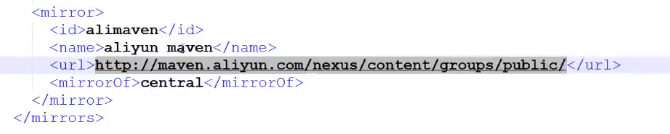 <mirror>
<id>alimaven</id>
<name>aliyun maven</name>
<url>http://maven.aliyun.com/nexus/content/groups/public/</url>
<mirrorOf>central</mirrorOf>
</mirror>
</mirrors>